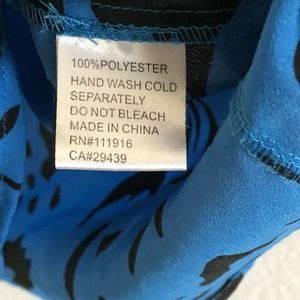 100%POLYESTER
HAND WASH COLD
SEPARATELY
DO NOT BLEACH
MADE IN CHINA
RN#111916
CA#29439